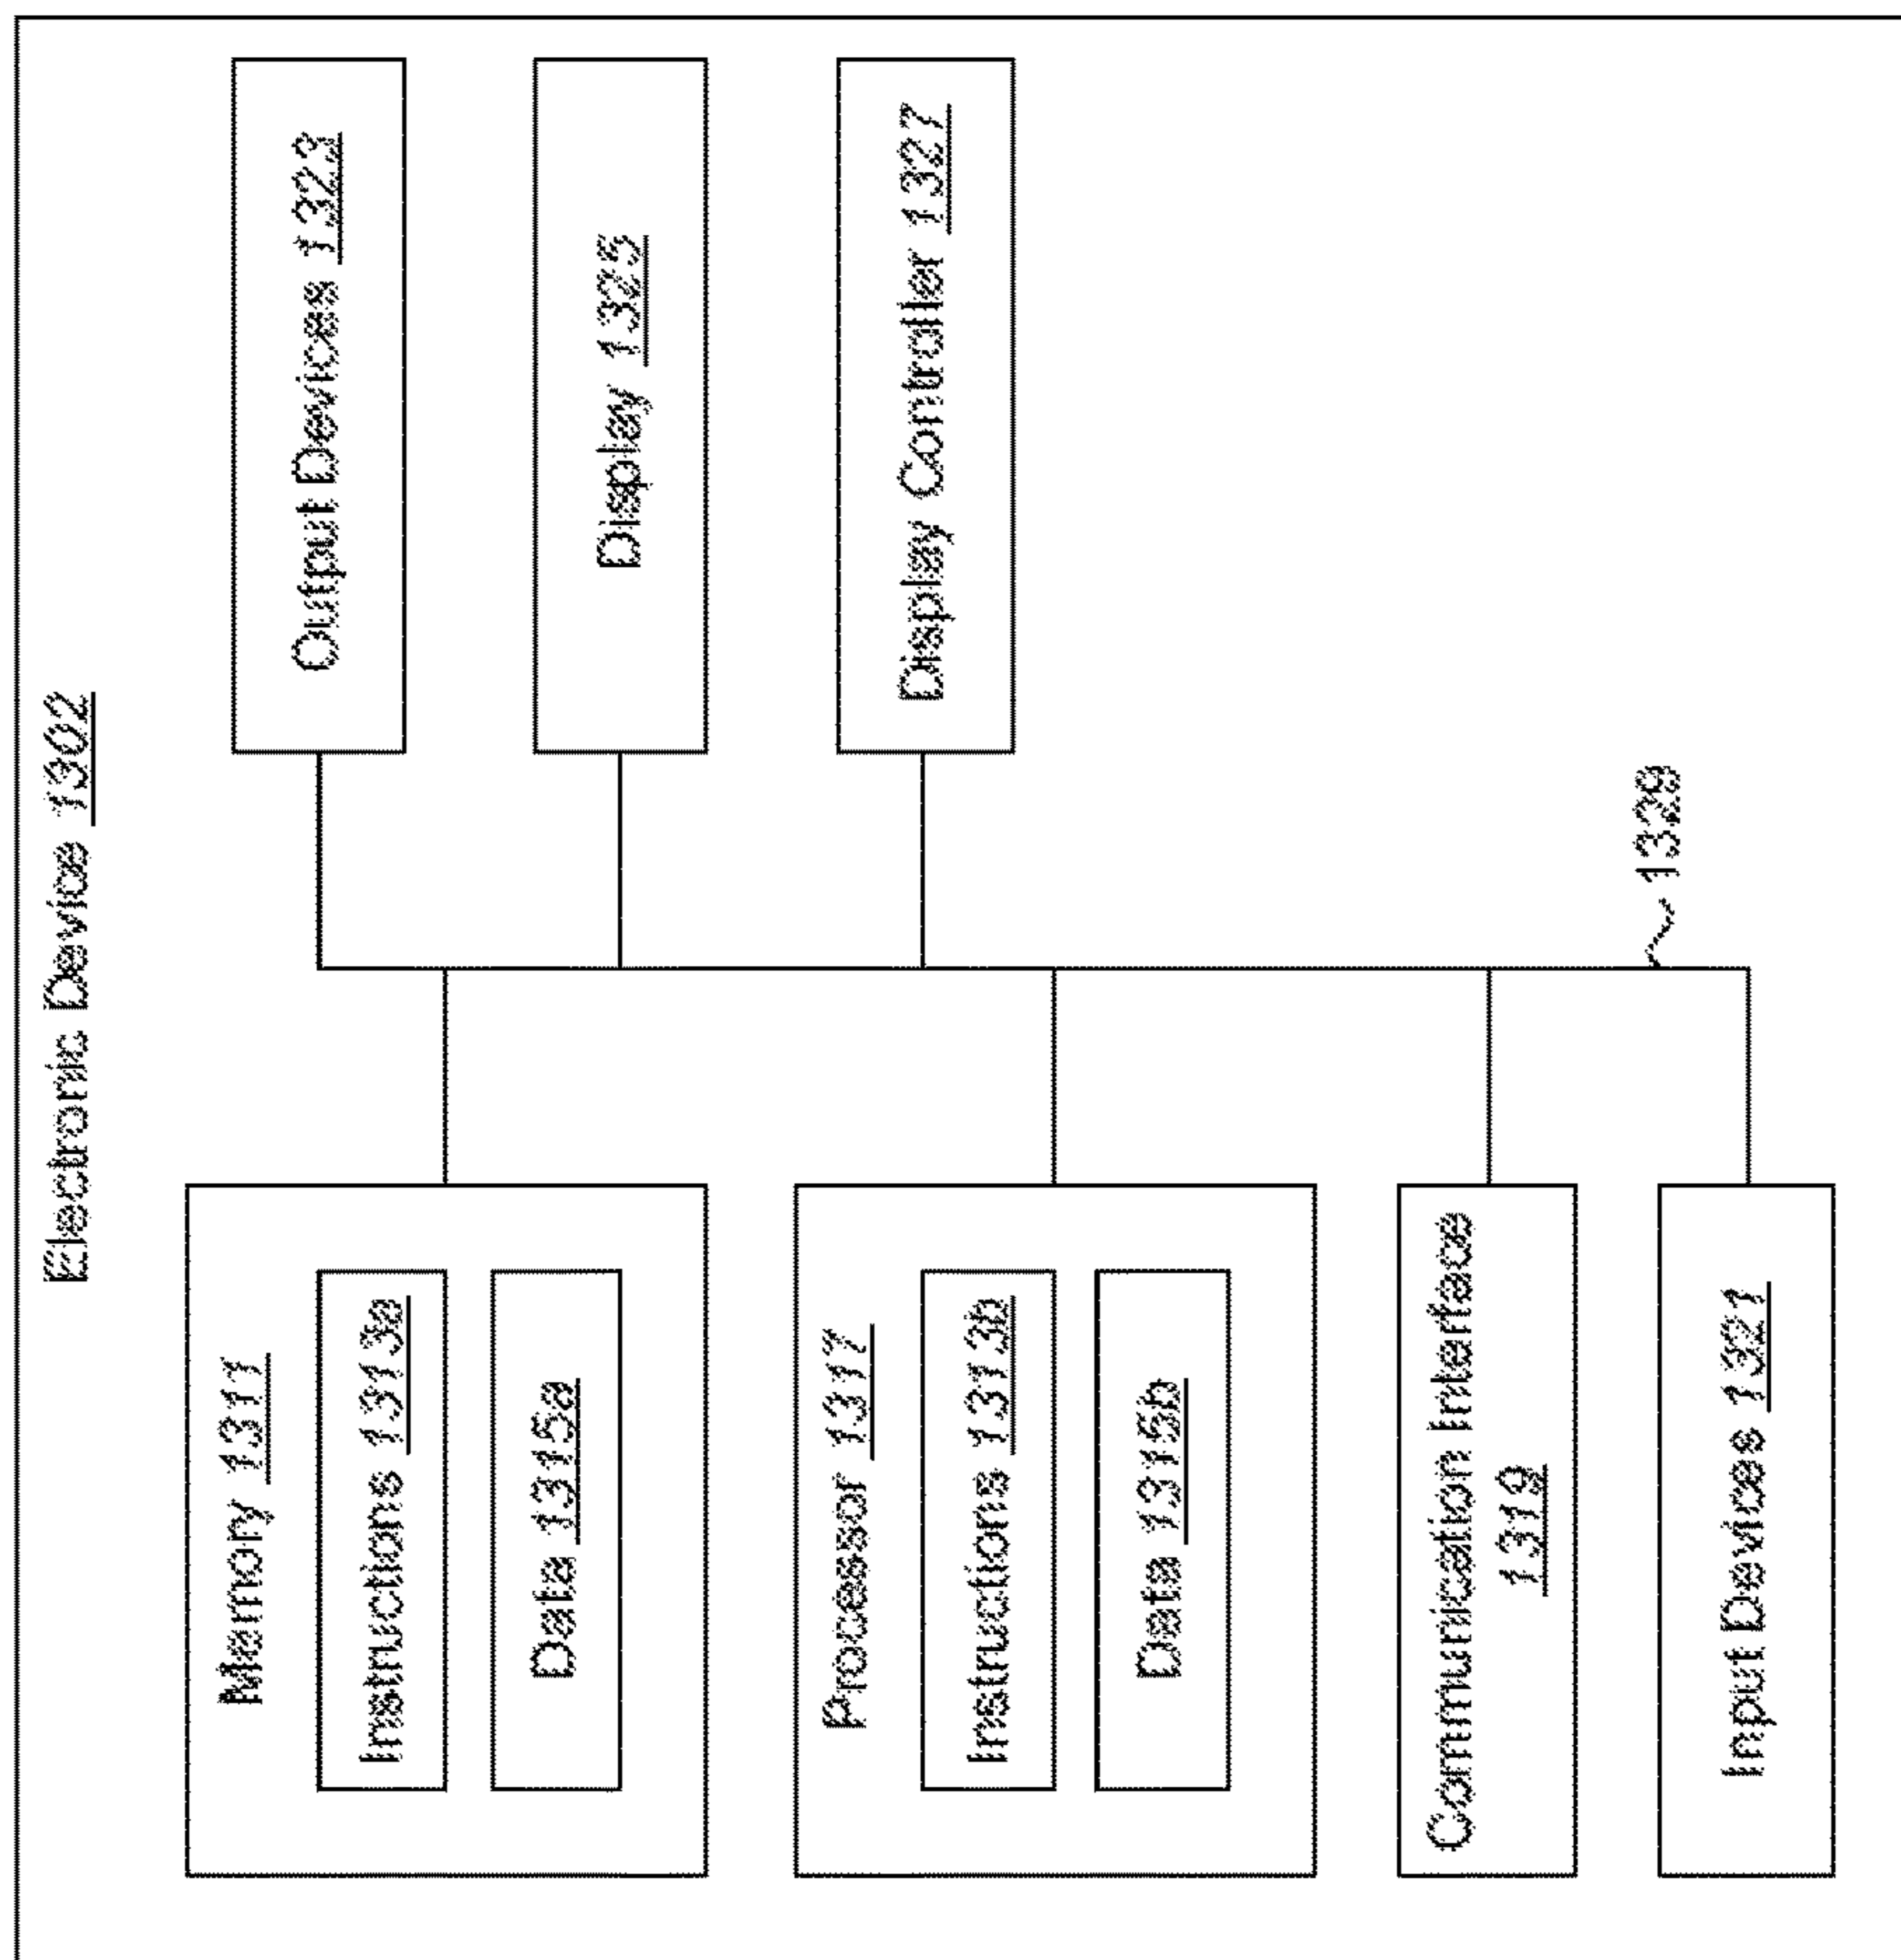 Electronic Device 1302
Memory 1311
Instructions 1313a
Data 1315a
Processor 1317
Instructions 1313b
Data 1315b
Communication Interface
1319
Input Devices 1321
Output Devices 1323
Display 1325
Display Controller 1327
1329